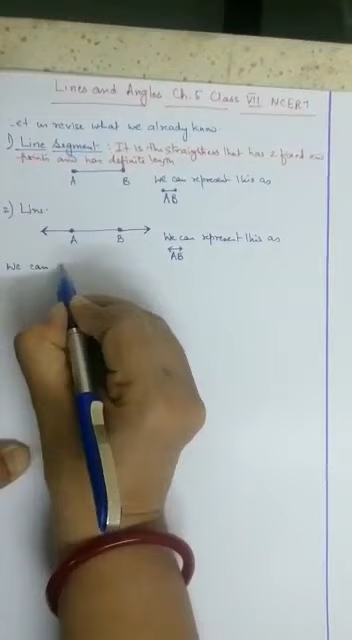 Lines and Angles Ch.5 Class VII NCERT
Let us revise what we already know.
1) Line Segment : It is the straightess that has 2 fixed end
points and has definite length
A B We can represent this as
AB
2) Line.
A B We can represent this as
AB
We can